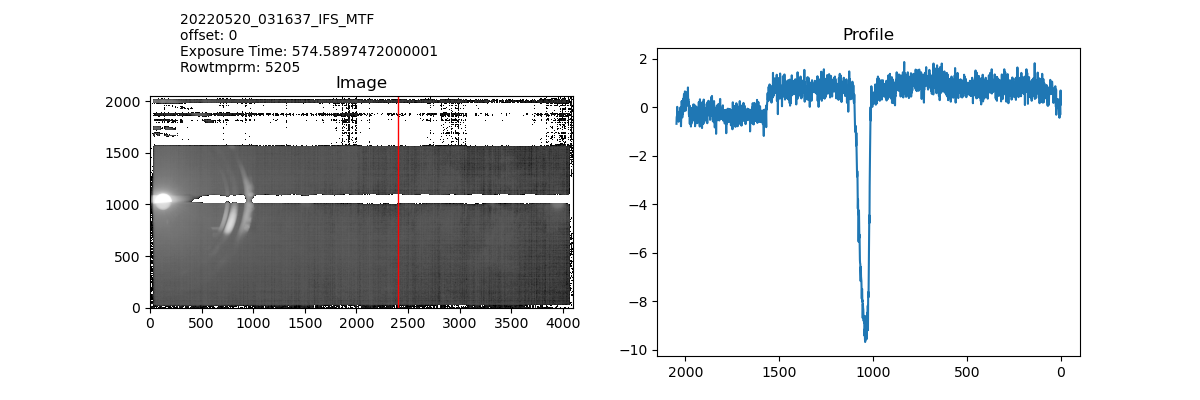 20220520_031637_IFS_MTF
offset: 0
Exposure Time: 574.5897472000001
Rowtmprm: 5205
Image
2000
1500
1000
500
0
0 500 1000 1500 2000 2500 3000 3500 4000
Profile
2
0
−2
−4
−6
−8
−10
2000 1500 1000 500 0